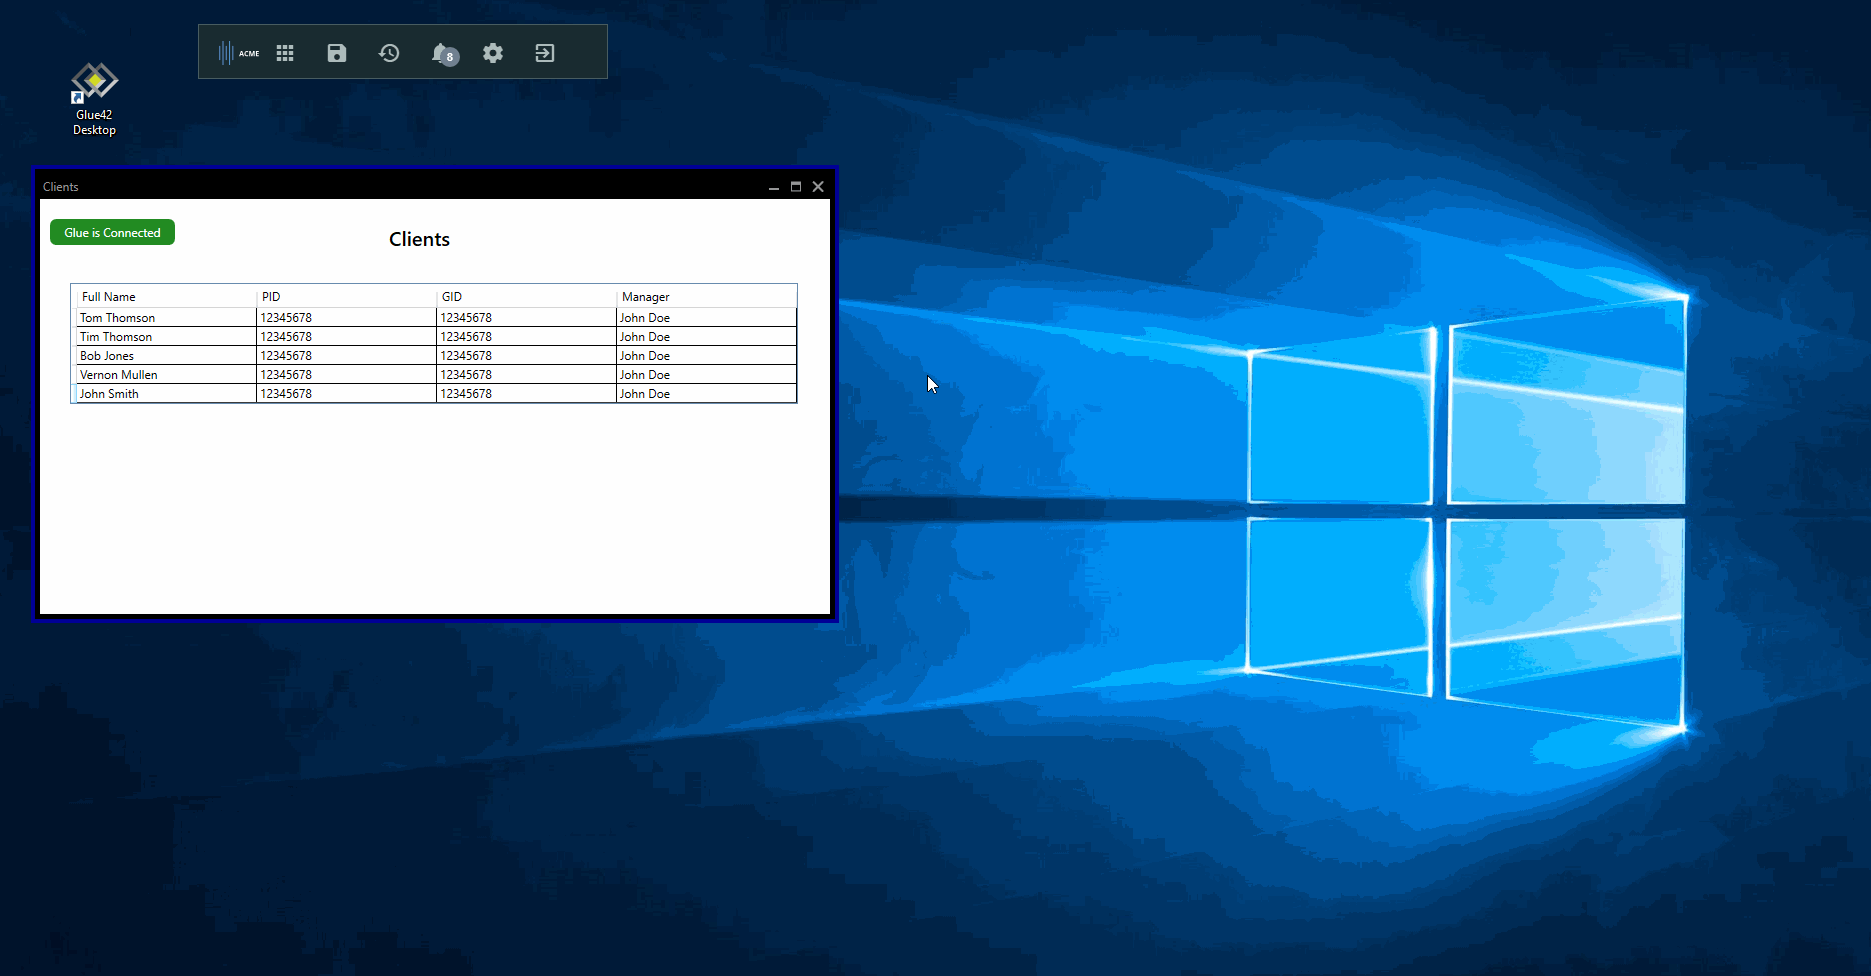 ACME
8
Glue42
Desktop
Clients
Glue is Connected
Clients
Full Name PID GID Manager
Tom Thomson 12345678 12345678 John Doe
Tim Thomson 12345678 12345678 John Doe
Bob Jones 12345678 12345678 John Doe
Vernon Mullen 12345678 12345678 John Doe
John Smith 12345678 12345678 John Doe